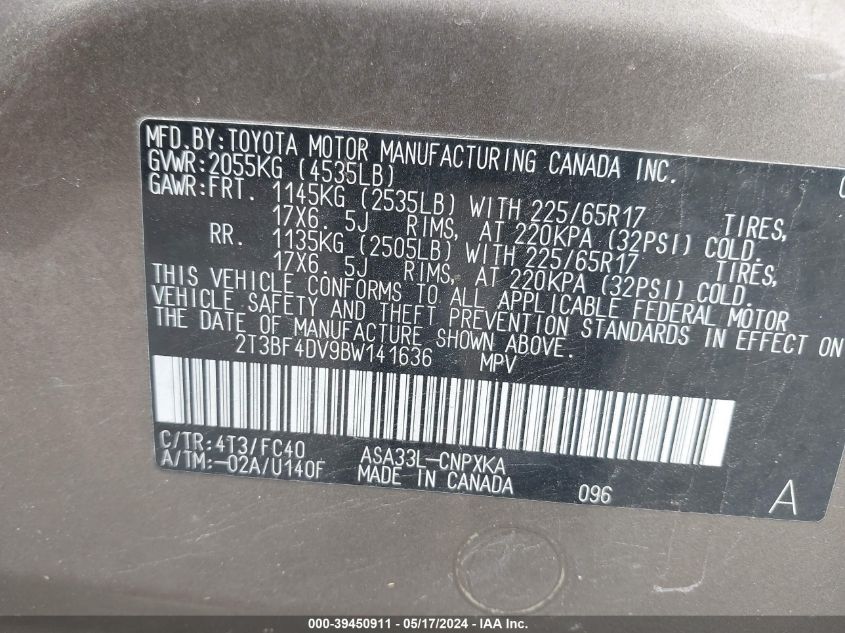 MFD.BY:TOYOTA MOTOR MANUFACTURING CANADA INC.
GVWR:2055KG (4535LB)
GAWR:FRT. 1145KG (2535LB) WITH 225/65R17 TIRES,
17X6. 5J RIMS, AT 220KPA (32PSI) COLD.
RR. 1135KG (2505LB) WITH 225/65R17 TIRES,
17X6. 5J RIMS, AT 220KPA (32PSI) COLD.
THIS VEHICLE CONFORMS TO ALL APPLICABLE FEDERAL MOTOR
VEHICLE SAFETY AND THEFT PREVENTION STANDARDS IN EFFECT ON
THE DATE OF MANUFACTURE SHOWN ABOVE.
2T3BF4DV9BW141636 MPV
C/TR:4T3/FC40 ASA33L-CNPXKA
A/TM:-02A/U140F MADE IN CANADA 096 A
000-39450911 - 05/17/2024 - IAA Inc.